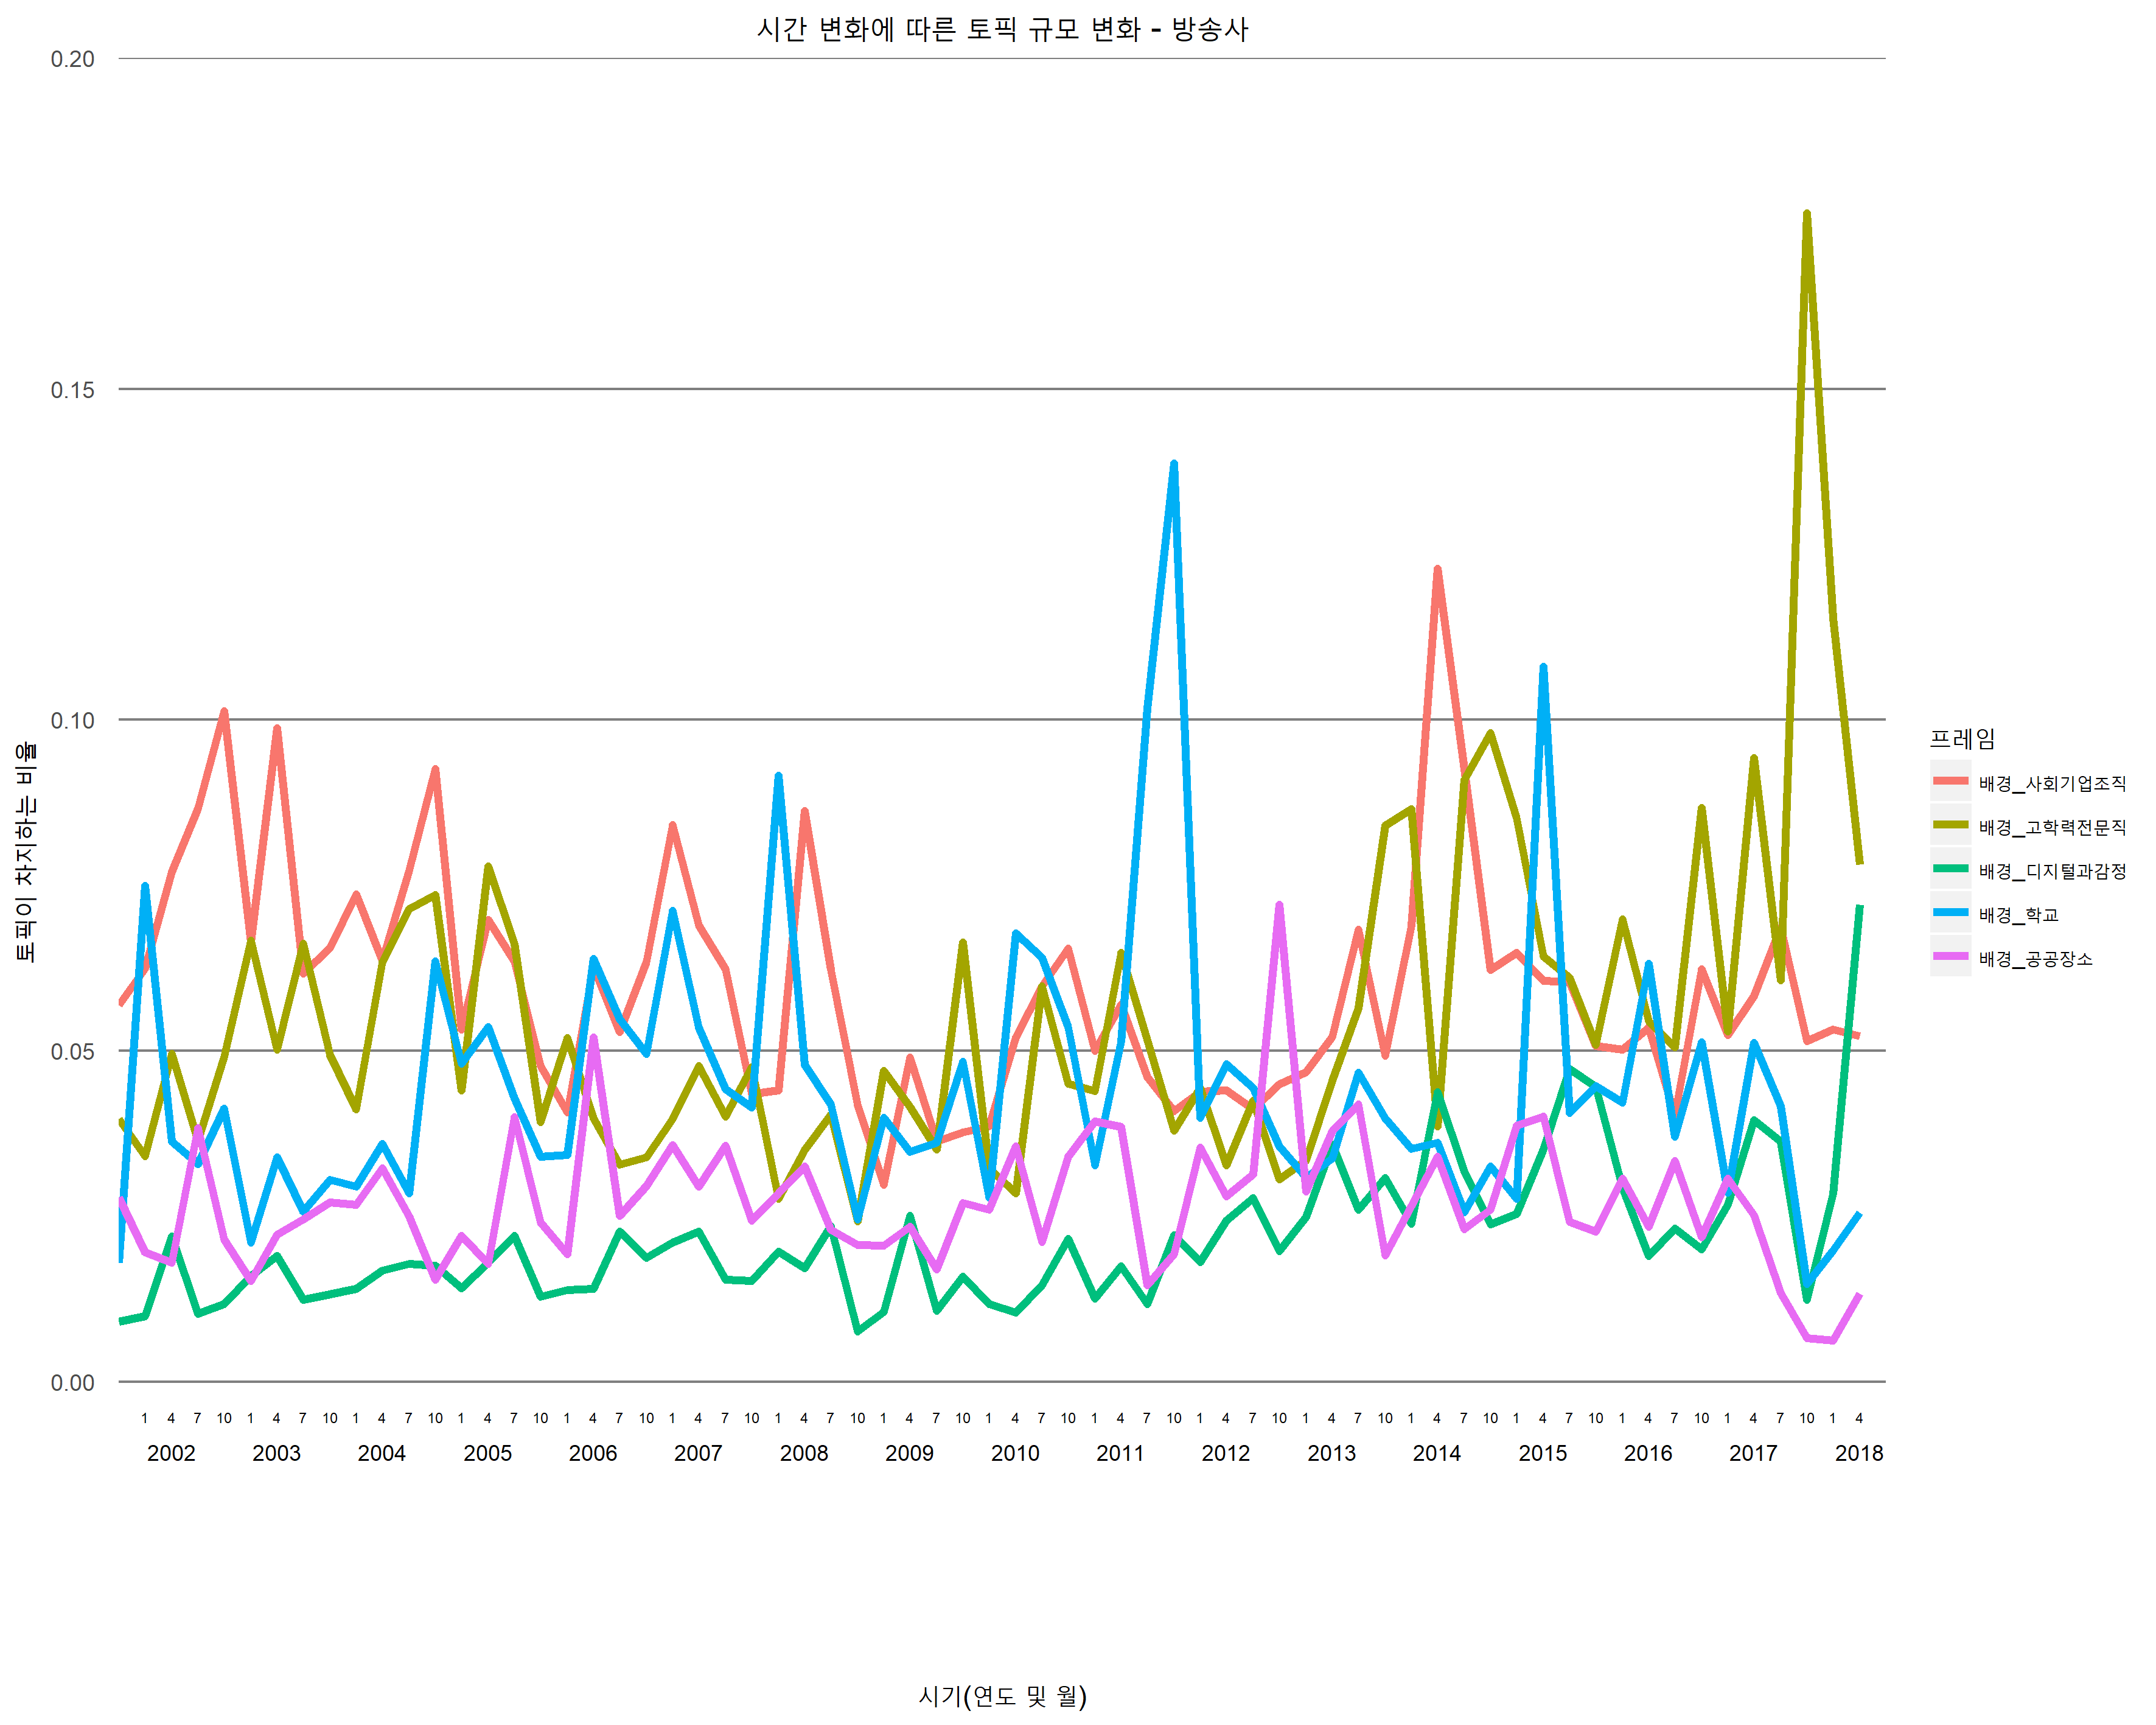 시간 변화에 따른 토픽 규모 변화 - 방송사
토픽이 차지하는 비율
0.20
0.15
0.10
0.05
0.00
1 4 7 10 1 4 7 10 1 4 7 10 1 4 7 10 1 4 7 10 1 4 7 10 1 4 7 10 1 4 7 10 1 4 7 10 1 4 7 10 1 4 7 10 1 4 7 10 1 4 7 10 1 4 7 10 1 4 7 10 1 4 7 10 1 4
2002 2003 2004 2005 2006 2007 2008 2009 2010 2011 2012 2013 2014 2015 2016 2017 2018
시기(연도 및 월)
프레임
배경_사회기업조직
배경_고학력전문직
배경_디지털과감정
배경_학교
배경_공공장소